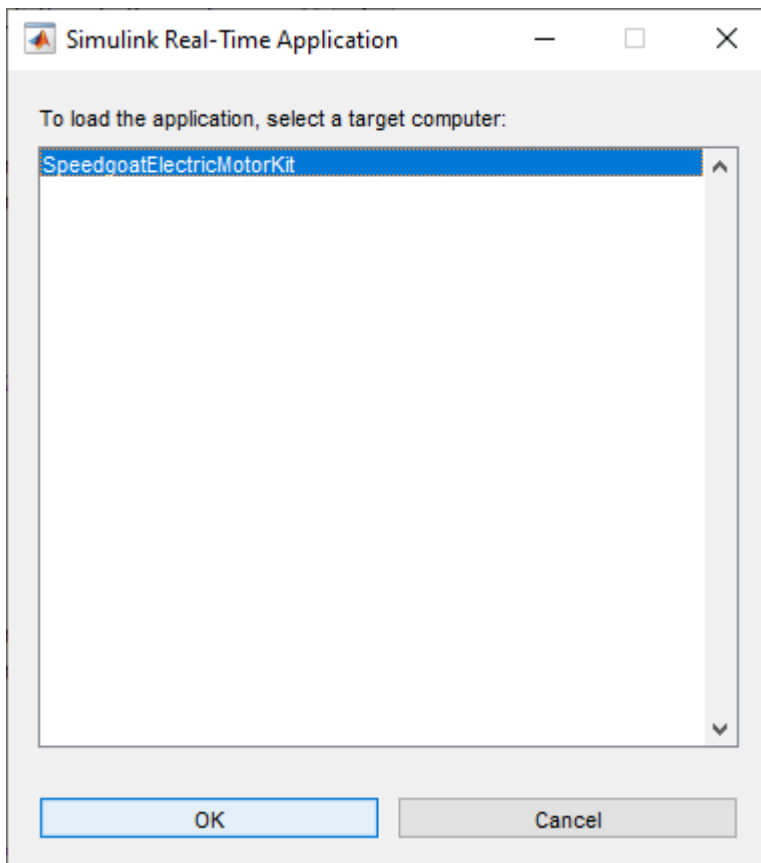 Simulink Real-Time Application
To load the application, select a target computer:
SpeedgoatElectricMotorKit
OK
Cancel